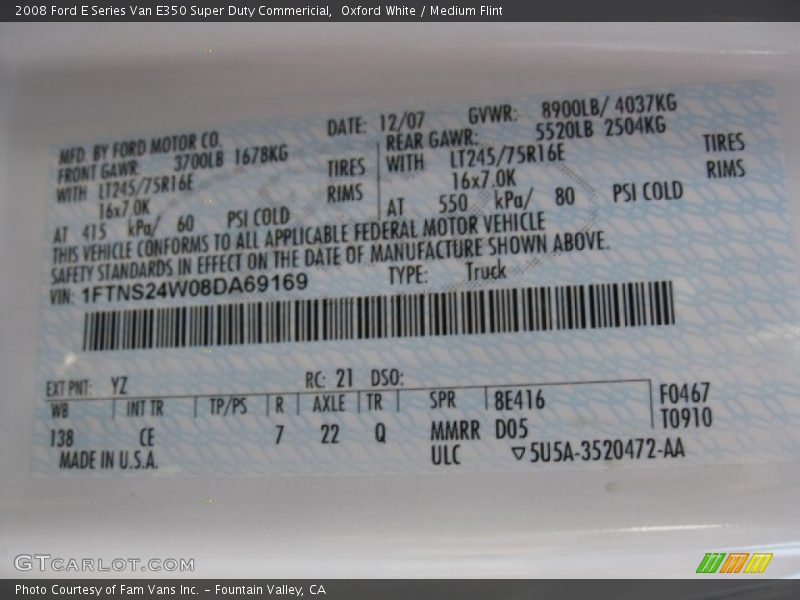 2008 Ford E Series Van E350 Super Duty Commericial,  Oxford White / Medium Flint
MFD. BY FORD MOTOR CO.
DATE: 12/07
GVWR: 8900LB/ 4037KG
FRONT GAWR: 3700LB 1678KG
REAR GAWR: 5520LB 2504KG
WITH LT245/75R16E TIRES
WITH LT245/75R16E TIRES
16x7.0K RIMS
16x7.0K RIMS
AT 415 kPa/ 60 PSI COLD
AT 550 kPa/ 80 PSI COLD
THIS VEHICLE CONFORMS TO ALL APPLICABLE FEDERAL MOTOR VEHICLE
SAFETY STANDARDS IN EFFECT ON THE DATE OF MANUFACTURE SHOWN ABOVE.
VIN: 1FTNS24W08DA69169
TYPE: Truck
EXT PNT: YZ
RC: 21 DSO:
WB INT TR TP/PS R AXLE TR SPR 8E416 F0467
138 CE 7 22 Q MMRR D05 T0910
MADE IN U.S.A.
ULC ▽5U5A-3520472-AA
GTCARLOT.COM
Photo Courtesy of Fam Vans Inc. - Fountain Valley, CA